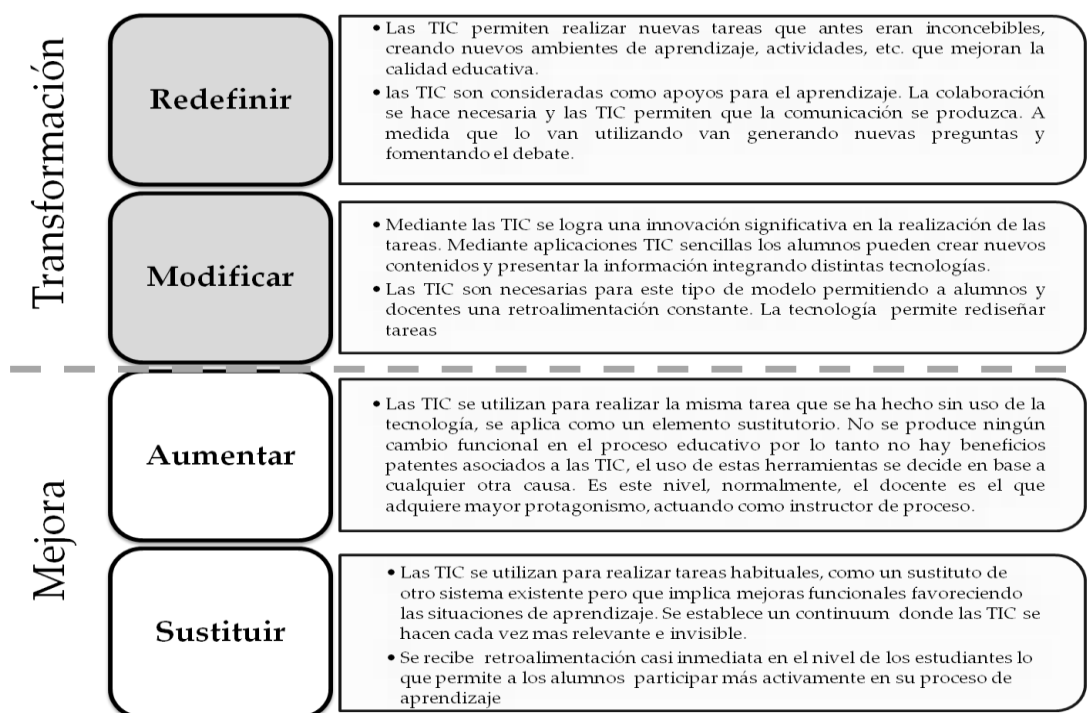 Transformación
Redefinir
• Las TIC permiten realizar nuevas tareas que antes eran inconcebibles,
creando nuevos ambientes de aprendizaje, actividades, etc. que mejoran la
calidad educativa.
• las TIC son consideradas como apoyos para el aprendizaje. La colaboración
se hace necesaria y las TIC permiten que la comunicación se produzca. A
medida que lo van utilizando van generando nuevas preguntas y
fomentando el debate.
Modificar
• Mediante las TIC se logra una innovación significativa en la realización de las
tareas. Mediante aplicaciones TIC sencillas los alumnos pueden crear nuevos
contenidos y presentar la información integrando distintas tecnologías.
• Las TIC son necesarias para este tipo de modelo permitiendo a alumnos y
docentes una retroalimentación constante. La tecnología permite rediseñar
tareas
Mejora
Aumentar
• Las TIC se utilizan para realizar la misma tarea que se ha hecho sin uso de la
tecnología, se aplica como un elemento sustitutorio. No se produce ningún
cambio funcional en el proceso educativo por lo tanto no hay beneficios
patentes asociados a las TIC, el uso de estas herramientas se decide en base a
cualquier otra causa. Es este nivel, normalmente, el docente es el que
adquiere mayor protagonismo, actuando como instructor de proceso.
Sustituir
• Las TIC se utilizan para realizar tareas habituales, como un sustituto de
otro sistema existente pero que implica mejoras funcionales favoreciendo
las situaciones de aprendizaje. Se establece un continuum donde las TIC se
hacen cada vez mas relevante e invisible.
• Se recibe retroalimentación casi inmediata en el nivel de los estudiantes lo
que permite a los alumnos participar más activamente en su proceso de
aprendizaje